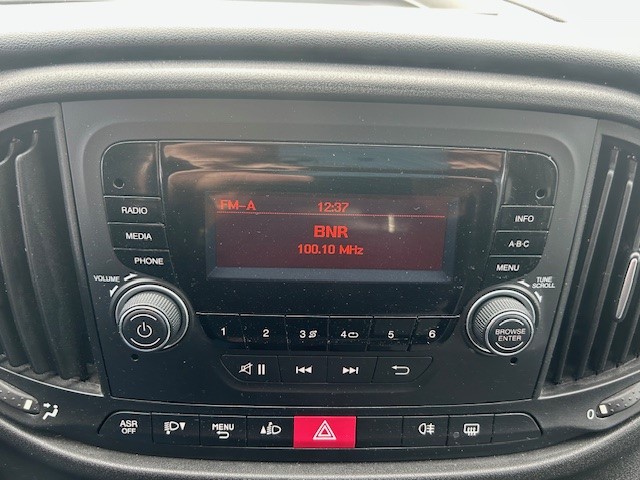 FM-A 12:37
BNR
100.10 MHz
RADIO
MEDIA
PHONE
INFO
A-B-C
MENU
VOLUME
TUNE
SCROLL
BROWSE
ENTER
1 2 3 4 5 6
ASR
OFF
MENU
0